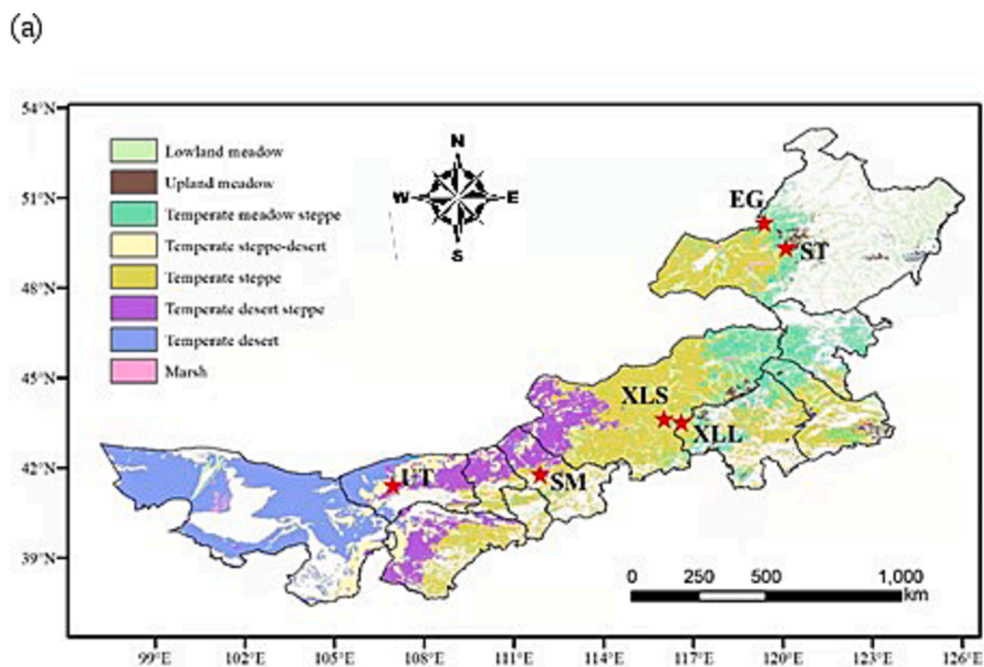 (a)
54°N
51°N
48°N
45°N
42°N
39°N
Lowland meadow
Upland meadow
Temperate meadow steppe
Temperate steppe-desert
Temperate steppe
Temperate desert steppe
Temperate desert
Marsh
N
W E
S
EG
ST
XLS
XLL
UT
SM
0 250 500 1,000
km
99°E 102°E 105°E 108°E 111°E 114°E 117°E 120°E 123°E 126°E